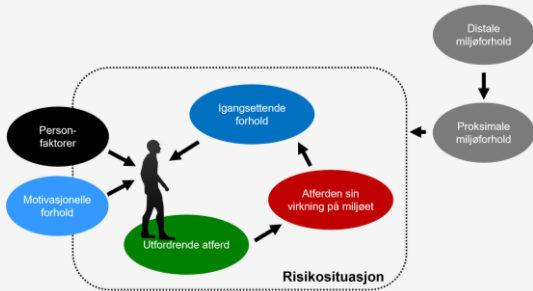 Distale
miljøforhold
Igangsettende
forhold
Person-
faktorer
Proksimale
miljøforhold
Motivasjonelle
forhold
Atferden sin
virkning på miljøet
Utfordrende atferd
Risikosituasjon